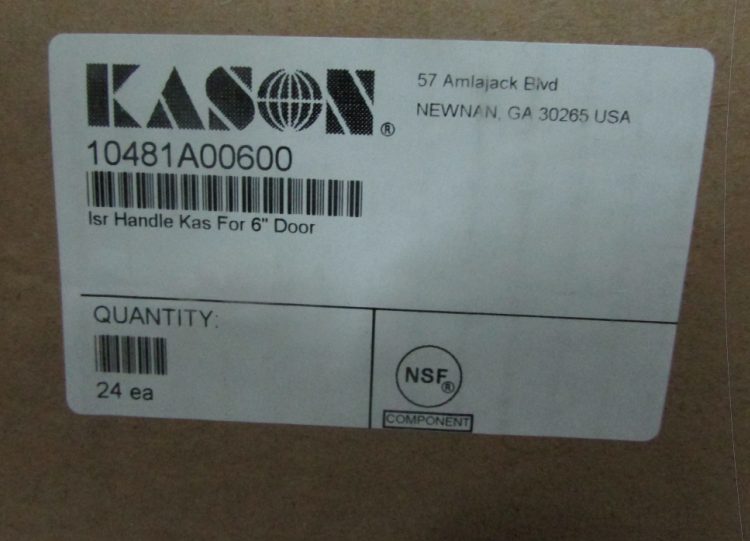 KASON®
57 Amlajack Blvd
NEWNAN, GA 30265 USA
10481A00600
Isr Handle Kas For 6" Door
QUANTITY:
24 ea
NSF®
COMPONENT